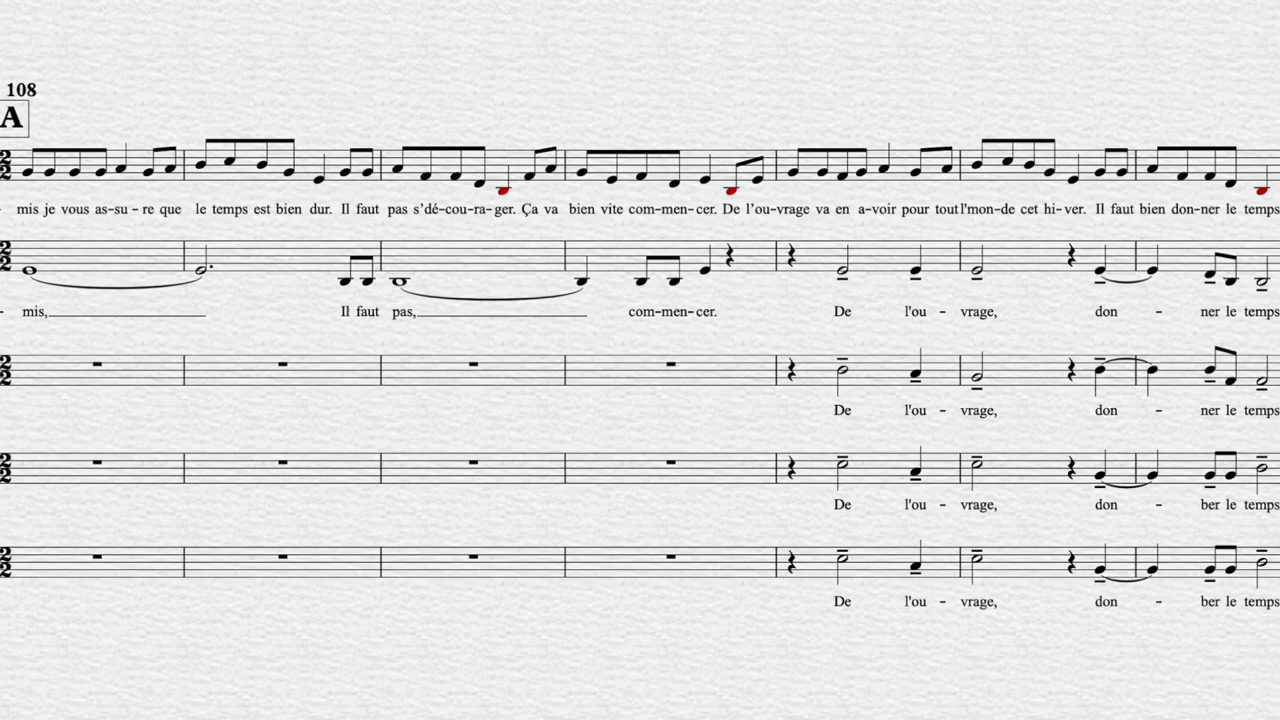 108
A
mis je vous as-su-re que le temps est bien dur. Il faut pas s'dé-cou-ra-ger. Ça va bien vite com-men-cer. De l'ou-vrage va en a-voir pour tout l'mon-de cet hi-ver. Il faut bien don-ner le temps
mis, Il faut pas, com-men-cer. De l'ou - vrage, don - ner le temps
De l'ou - vrage, don - ner le temps
De l'ou - vrage, don - ber le temps
De l'ou - vrage, don - ber le temps